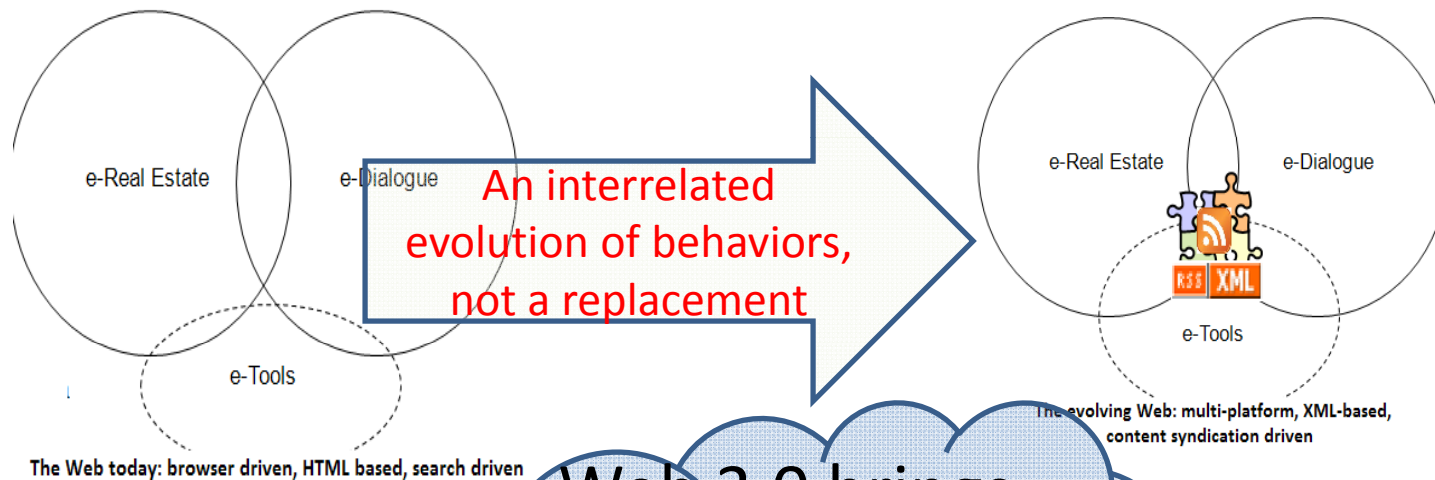 e-Real Estate
e-Dialogue
e-Tools
The Web today: browser driven, HTML based, search driven
An interrelated
evolution of behaviors,
not a replacement
e-Real Estate
e-Dialogue
RSS XML
e-Tools
The evolving Web: multi-platform, XML-based,
content syndication driven
brings